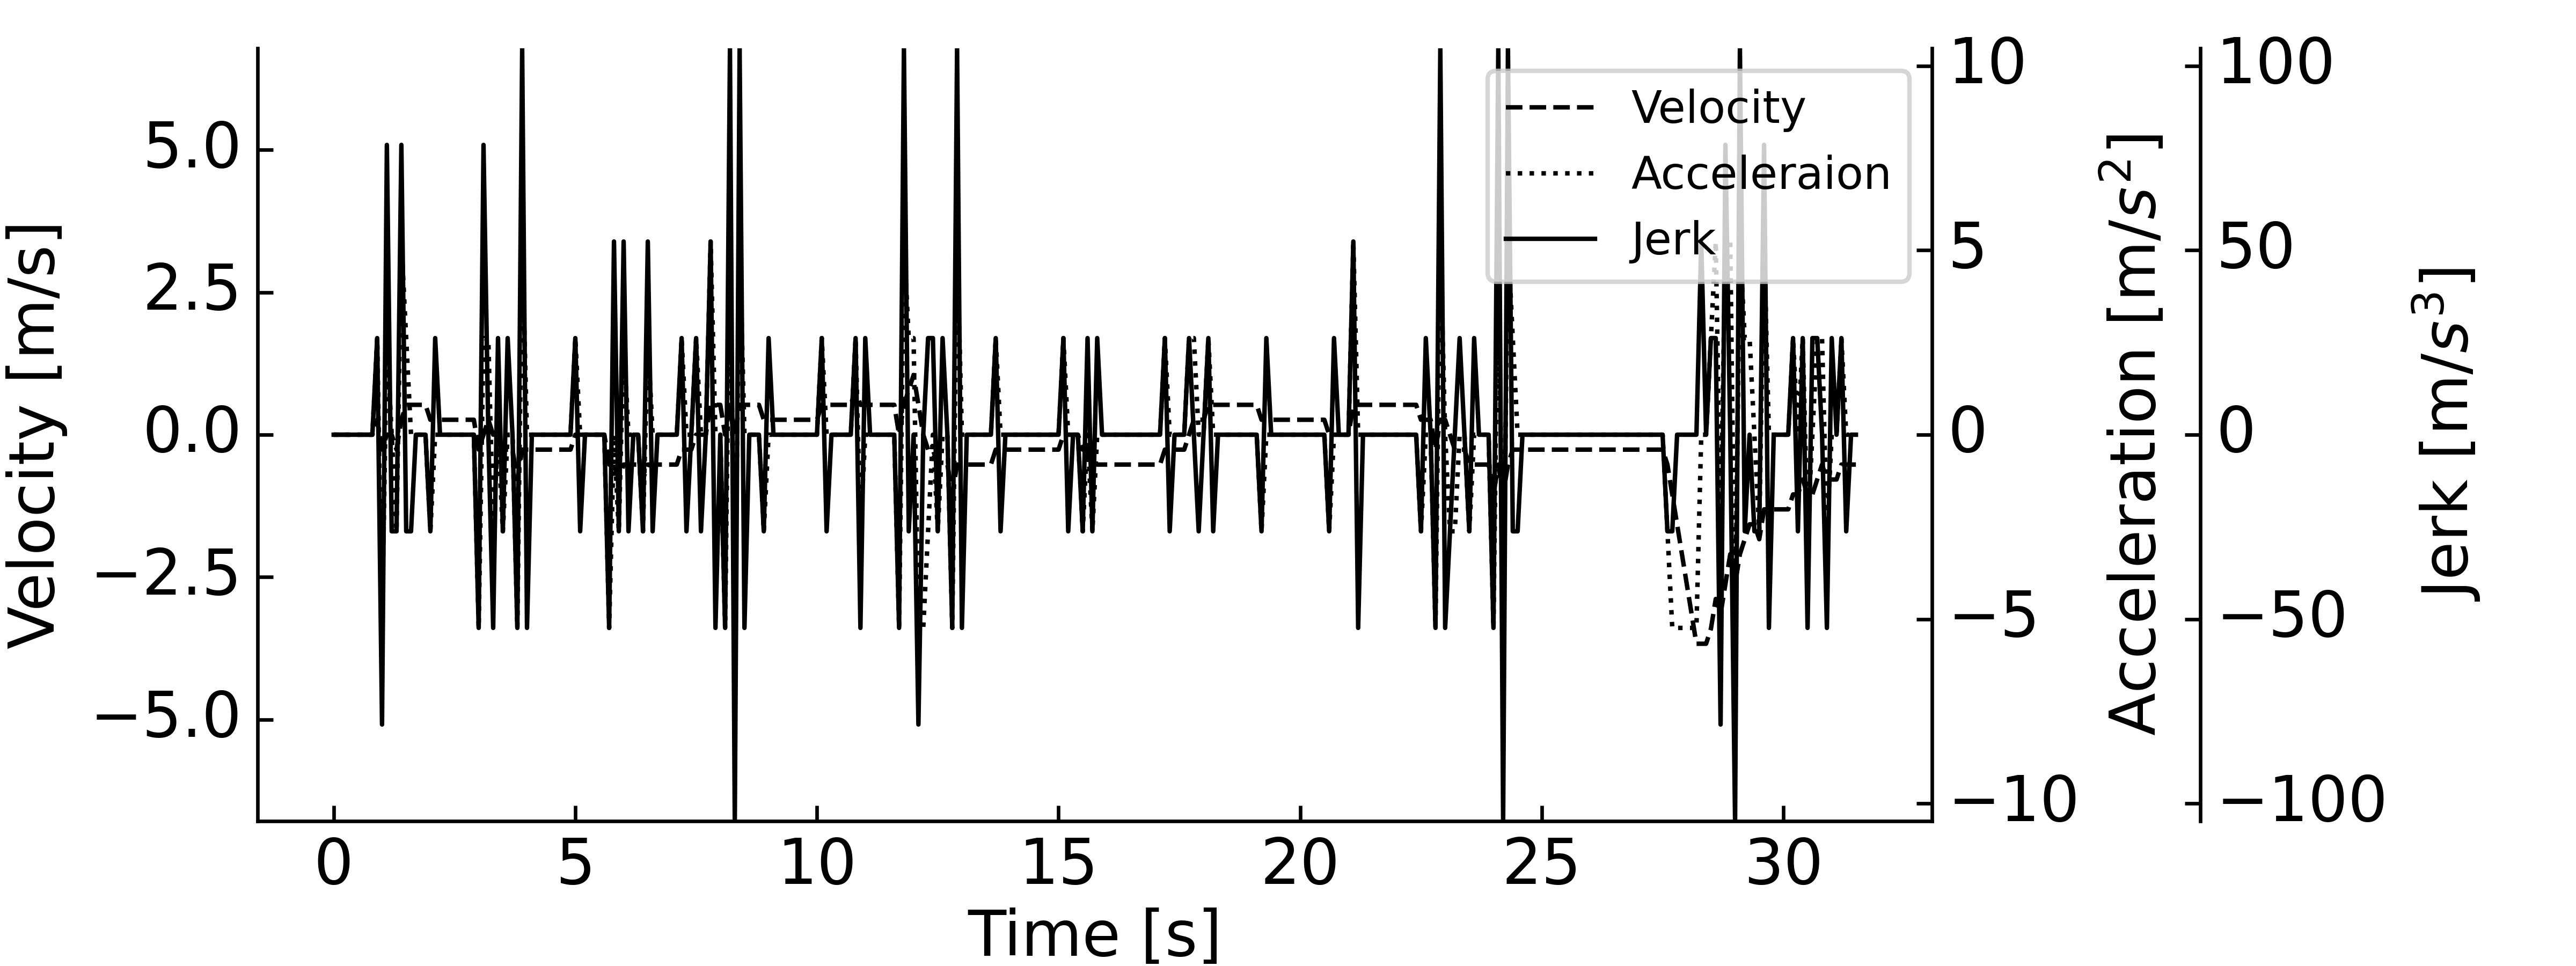 Velocity [m/s]
5.0
2.5
0.0
−2.5
−5.0
0 5 10 15 20 25 30
Time [s]
Velocity
Acceleraion
Jerk
10
5
0
−5
−10
Acceleration [m/s²]
100
50
0
−50
−100
Jerk [m/s³]